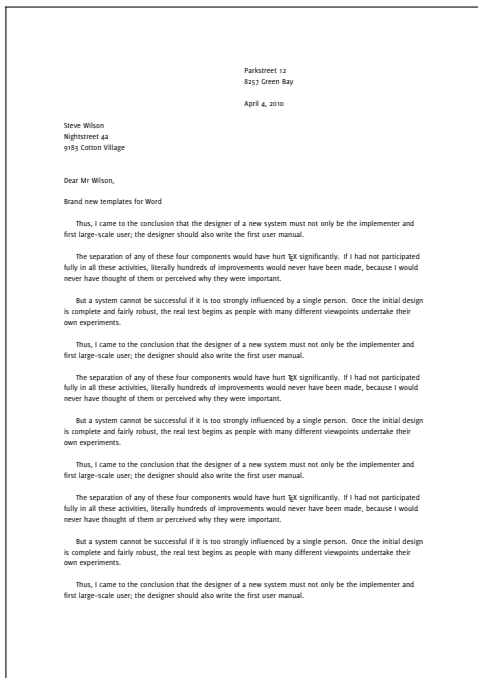 Parkstreet 12
8257 Green Bay
April 4, 2010
Steve Wilson
Nightstreet 4a
9183 Cotton Village
Dear Mr Wilson,
Brand new templates for Word
Thus, I came to the conclusion that the designer of a new system must not only be the implementer and
first large-scale user; the designer should also write the first user manual.
The separation of any of these four components would have hurt TEX significantly. If I had not participated
fully in all these activities, literally hundreds of improvements would never have been made, because I would
never have thought of them or perceived why they were important.
But a system cannot be successful if it is too strongly influenced by a single person. Once the initial design
is complete and fairly robust, the real test begins as people with many different viewpoints undertake their
own experiments.
Thus, I came to the conclusion that the designer of a new system must not only be the implementer and
first large-scale user; the designer should also write the first user manual.
The separation of any of these four components would have hurt TEX significantly. If I had not participated
fully in all these activities, literally hundreds of improvements would never have been made, because I would
never have thought of them or perceived why they were important.
But a system cannot be successful if it is too strongly influenced by a single person. Once the initial design
is complete and fairly robust, the real test begins as people with many different viewpoints undertake their
own experiments.
Thus, I came to the conclusion that the designer of a new system must not only be the implementer and
first large-scale user; the designer should also write the first user manual.
The separation of any of these four components would have hurt TEX significantly. If I had not participated
fully in all these activities, literally hundreds of improvements would never have been made, because I would
never have thought of them or perceived why they were important.
But a system cannot be successful if it is too strongly influenced by a single person. Once the initial design
is complete and fairly robust, the real test begins as people with many different viewpoints undertake their
own experiments.
Thus, I came to the conclusion that the designer of a new system must not only be the implementer and
first large-scale user; the designer should also write the first user manual.